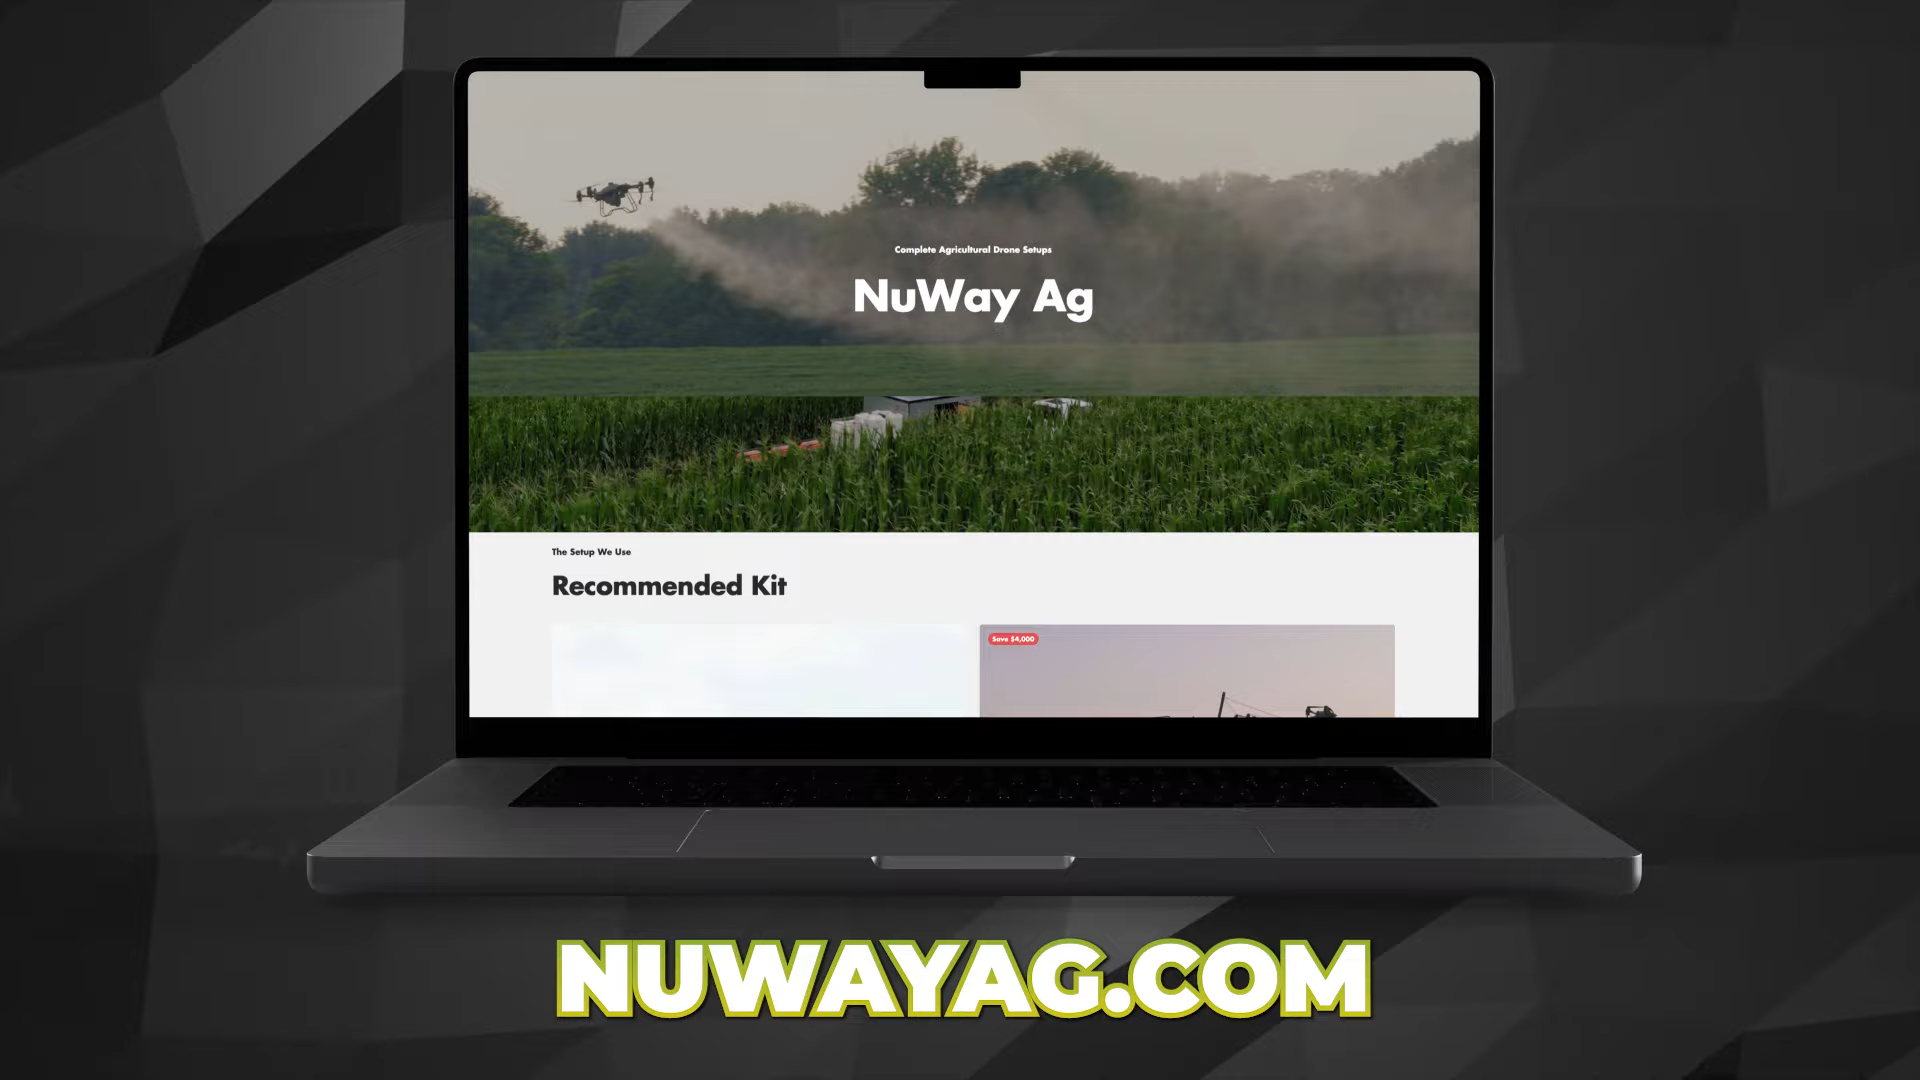 Complete Agricultural Drone Setups
NuWay Ag
The Setup We Use
Recommended Kit
Save $4,000
NUWAYAG.COM